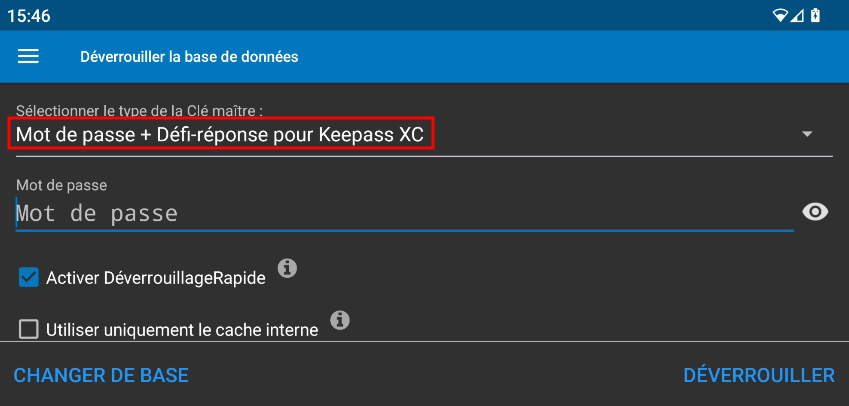 15:46
Déverrouiller la base de données
Sélectionner le type de la Clé maître :
Mot de passe + Défi-réponse pour Keepass XC
Mot de passe
Mot de passe
Activer DéverrouillageRapide
Utiliser uniquement le cache interne
CHANGER DE BASE
DÉVERROUILLER